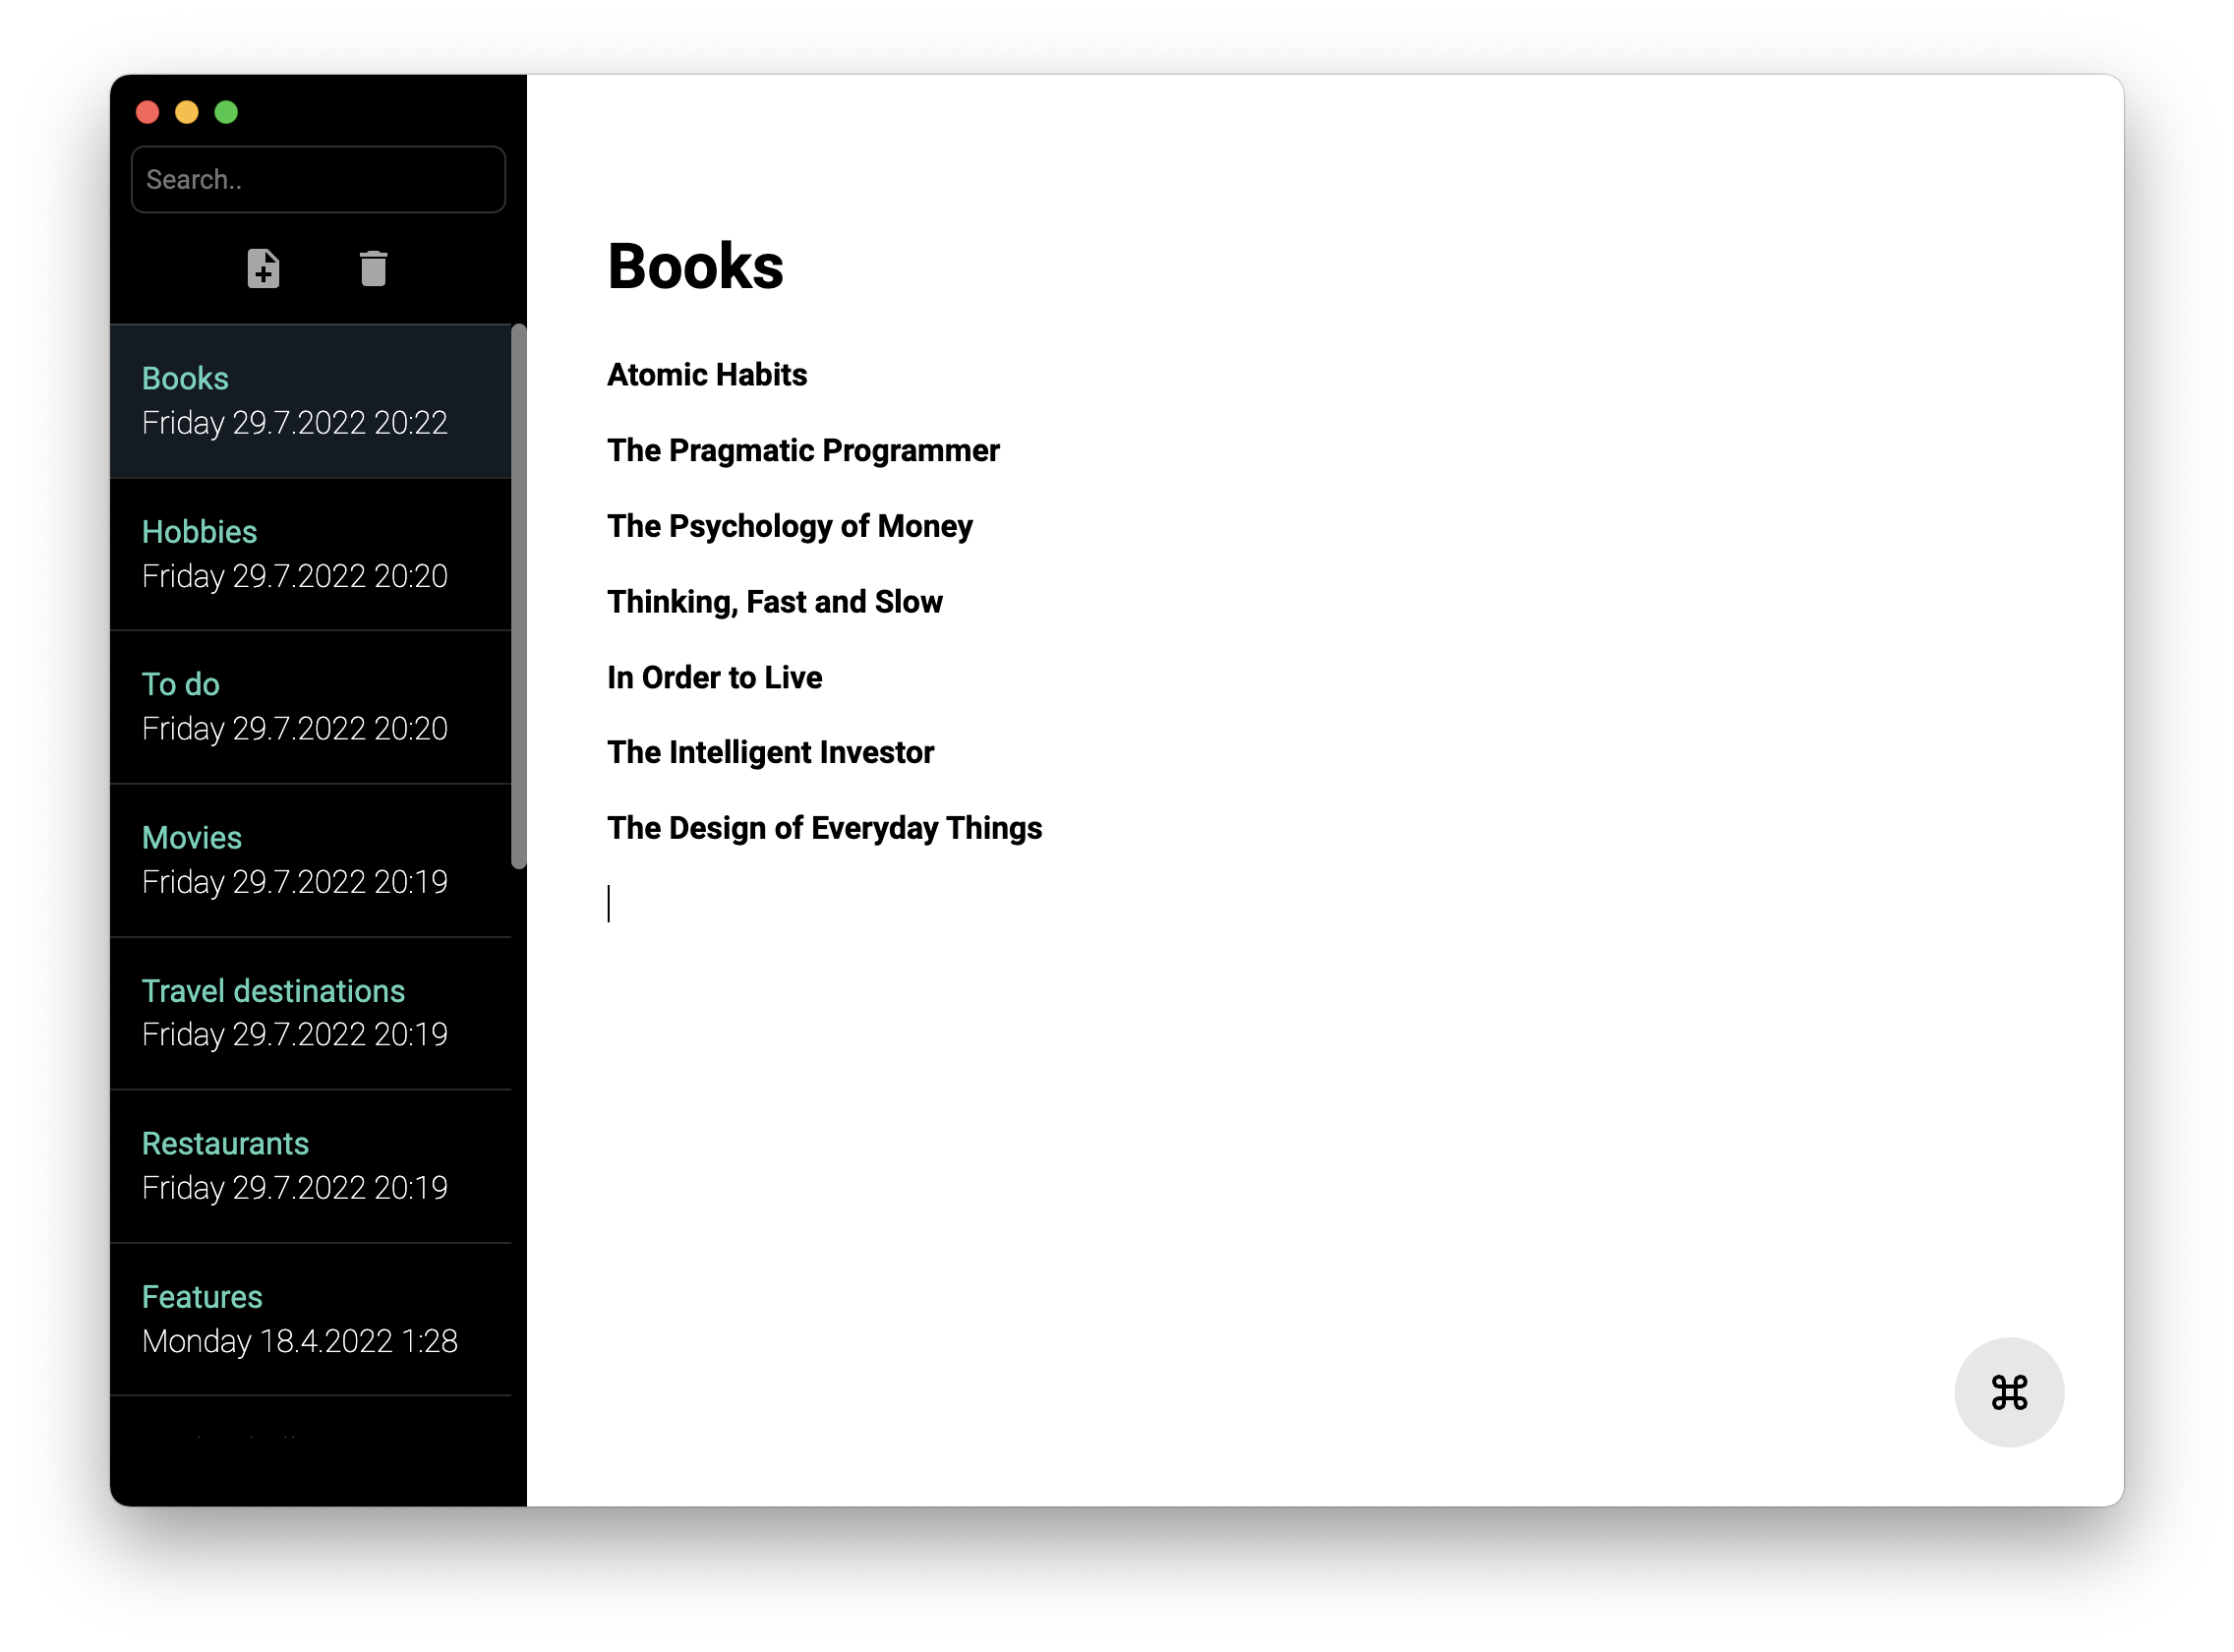 Search..
Books
Friday 29.7.2022 20:22
Hobbies
Friday 29.7.2022 20:20
To do
Friday 29.7.2022 20:20
Movies
Friday 29.7.2022 20:19
Travel destinations
Friday 29.7.2022 20:19
Restaurants
Friday 29.7.2022 20:19
Features
Monday 18.4.2022 1:28
Books
Atomic Habits
The Pragmatic Programmer
The Psychology of Money
Thinking, Fast and Slow
In Order to Live
The Intelligent Investor
The Design of Everyday Things